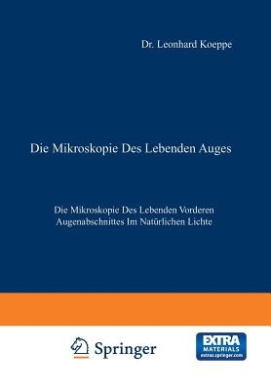 Dr. Leonhard Koeppe
Die Mikroskopie Des Lebenden Auges
Die Mikroskopie Des Lebenden Vorderen
Augenabschnittes Im Natürlichen Lichte
Springer
EXTRA
MATERIALS
extras.springer.com